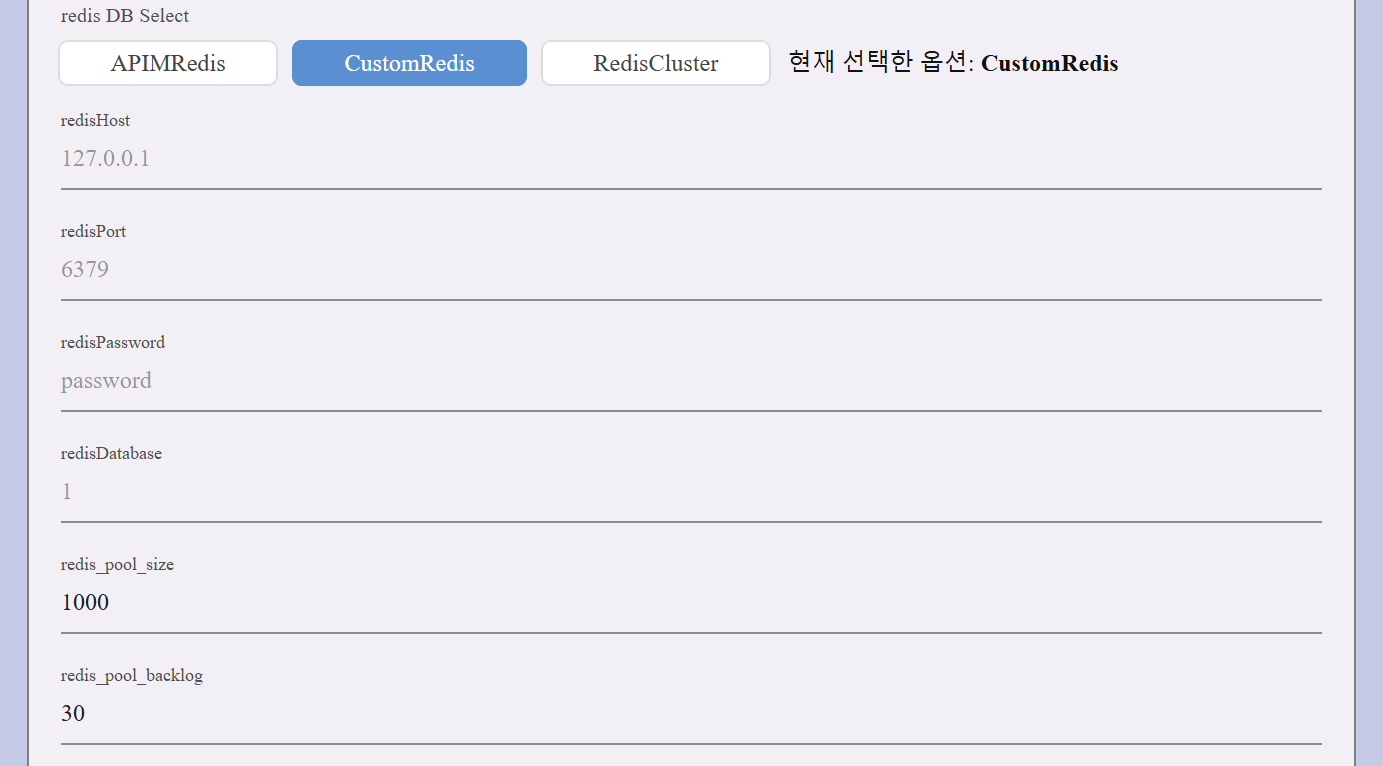 redis DB Select
APIMRedis CustomRedis RedisCluster 현재 선택한 옵션: CustomRedis
redisHost
127.0.0.1
redisPort
6379
redisPassword
password
redisDatabase
1
redis_pool_size
1000
redis_pool_backlog
30